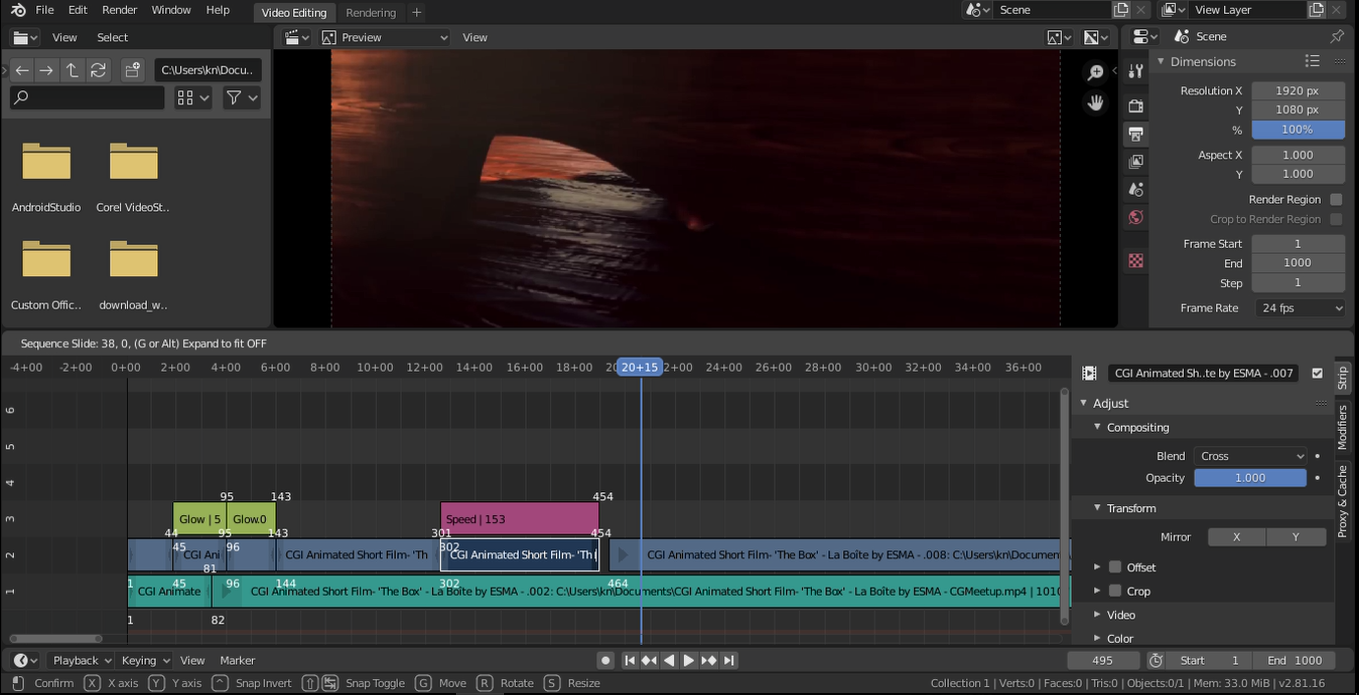 File Edit Render Window Help Video Editing Rendering + Scene View Layer
View Select Preview View Scene
C:\Users\kn\Docu..
Dimensions
Resolution X 1920 px
Y 1080 px
% 100%
Aspect X 1.000
Y 1.000
Render Region
Crop to Render Region
Frame Start 1
End 1000
Step 1
Frame Rate 24 fps
AndroidStudio Corel VideoSt..
Custom Offic.. download_w..
Sequence Slide: 38, 0, (G or Alt) Expand to fit OFF
-4+00 -2+00 0+00 2+00 4+00 6+00 8+00 10+00 12+00 14+00 16+00 18+00 20+15 2+00 24+00 26+00 28+00 30+00 32+00 34+00 36+00
6
5
4
95 143 454
3 Glow | 5 Glow.0 Speed | 153
44 95 143 301 454
2 45 CGI Ani 96 CGI Animated Short Film- 'Th 302 CGI Animated Short Film- 'Th CGI Animated Short Film- 'The Box' - La Boîte by ESMA - .008: C:\Users\kn\Documen
81
1 1 CGI Animate 45 96 144 302 464 CGI Animated Short Film- 'The Box' - La Boîte by ESMA - .002: C:\Users\kn\Documents\CGI Animated Short Film- 'The Box' - La Boîte by ESMA - CGMeetup.mp4 | 1010
1 82
CGI Animated Sh..te by ESMA - .007
Adjust
Compositing
Blend Cross
Opacity 1.000
Transform
Mirror X Y
Offset
Crop
Video
Color
Strip
Modifiers
Proxy & Cache
Playback Keying View Marker 495 Start 1 End 1000
Confirm X X axis Y Y axis ^ Snap Invert Snap Toggle G Move R Rotate S Resize Collection 1 | Verts:0 | Faces:0 | Tris:0 | Objects:0/1 | Mem: 33.0 MiB | v2.81.16